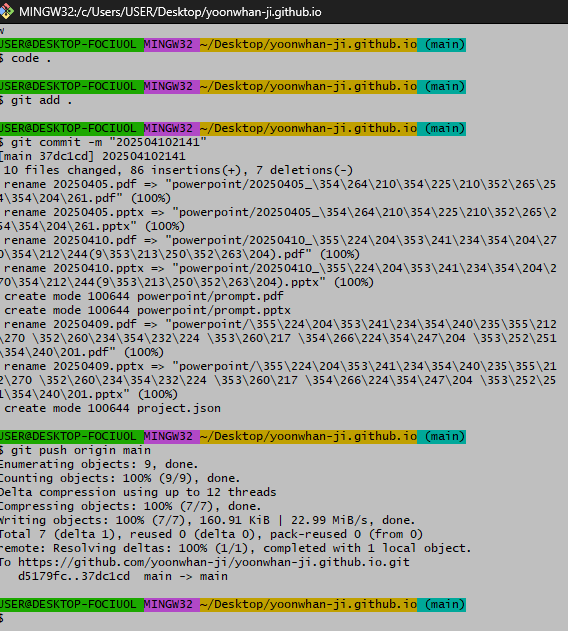 MINGW32:/c/Users/USER/Desktop/yoonwhan-ji.github.io
w
USER@DESKTOP-FOCIUOL MINGW32 ~/Desktop/yoonwhan-ji.github.io (main)
$ code .
USER@DESKTOP-FOCIUOL MINGW32 ~/Desktop/yoonwhan-ji.github.io (main)
$ git add .
USER@DESKTOP-FOCIUOL MINGW32 ~/Desktop/yoonwhan-ji.github.io (main)
$ git commit -m "202504102141"
[main 37dc1cd] 202504102141
10 files changed, 86 insertions(+), 7 deletions(-)
rename 20250405.pdf => "powerpoint/20250405_\354\264\210\354\225\210\352\265\25
4\354\204\261.pdf" (100%)
rename 20250405.pptx => "powerpoint/20250405_\354\264\210\354\225\210\352\265\2
54\354\204\261.pptx" (100%)
rename 20250410.pdf => "powerpoint/20250410_\355\224\204\353\241\234\354\204\27
0\354\212\244(9\353\213\250\352\263\204).pdf" (100%)
rename 20250410.pptx => "powerpoint/20250410_\355\224\204\353\241\234\354\204\2
70\354\212\244(9\353\213\250\352\263\204).pptx" (100%)
create mode 100644 powerpoint/prompt.pdf
create mode 100644 powerpoint/prompt.pptx
rename 20250409.pdf => "powerpoint/\355\224\204\353\241\234\354\240\235\355\212
\270 \352\260\234\354\232\224 \353\260\217 \354\266\224\354\247\204 \353\252\251
\354\240\201.pdf" (100%)
rename 20250409.pptx => "powerpoint/\355\224\204\353\241\234\354\240\235\355\21
2\270 \352\260\234\354\232\224 \353\260\217 \354\266\224\354\247\204 \353\252\25
1\354\240\201.pptx" (100%)
create mode 100644 project.json
USER@DESKTOP-FOCIUOL MINGW32 ~/Desktop/yoonwhan-ji.github.io (main)
$ git push origin main
Enumerating objects: 9, done.
Counting objects: 100% (9/9), done.
Delta compression using up to 12 threads
Compressing objects: 100% (7/7), done.
Writing objects: 100% (7/7), 160.91 KiB | 22.99 MiB/s, done.
Total 7 (delta 1), reused 0 (delta 0), pack-reused 0 (from 0)
remote: Resolving deltas: 100% (1/1), completed with 1 local object.
To https://github.com/yoonwhan-ji/yoonwhan-ji.github.io.git
d5179fc..37dc1cd main -> main
USER@DESKTOP-FOCIUOL MINGW32 ~/Desktop/yoonwhan-ji.github.io (main)
$